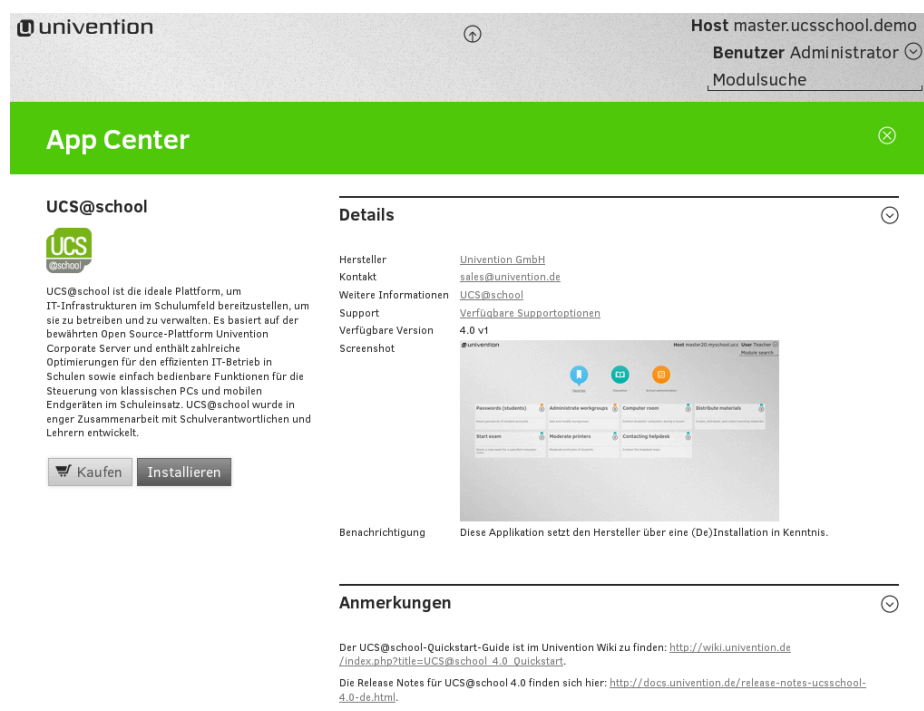 univention
Host master.ucsschool.demo
Benutzer Administrator
Modulsuche
App Center
UCS@school
UCS
@school
UCS@school ist die ideale Plattform, um
IT-Infrastrukturen im Schulumfeld bereitzustellen, um
sie zu betreiben und zu verwalten. Es basiert auf der
bewährten Open Source-Plattform Univention
Corporate Server und enthält zahlreiche
Optimierungen für den effizienten IT-Betrieb in
Schulen sowie einfach bedienbare Funktionen für die
Steuerung von klassischen PCs und mobilen
Endgeräten im Schuleinsatz. UCS@school wurde in
enger Zusammenarbeit mit Schulverantwortlichen und
Lehrern entwickelt.
Kaufen Installieren
Details
Hersteller Univention GmbH
Kontakt sales@univention.de
Weitere Informationen UCS@school
Support Verfügbare Supportoptionen
Verfügbare Version 4.0 v1
Screenshot
univention Host master20.myschool.ucs User Teacher
Module search
Passwords (students) Administrate workgroups Computer room Distribute materials
Start exam Moderate printers Contacting helpdesk
Benachrichtigung Diese Applikation setzt den Hersteller über eine (De)Installation in Kenntnis.
Anmerkungen
Der UCS@school-Quickstart-Guide ist im Univention Wiki zu finden: http://wiki.univention.de
/index.php?title=UCS@school_4.0_Quickstart.
Die Release Notes für UCS@school 4.0 finden sich hier: http://docs.univention.de/release-notes-ucsschool-
4.0-de.html.